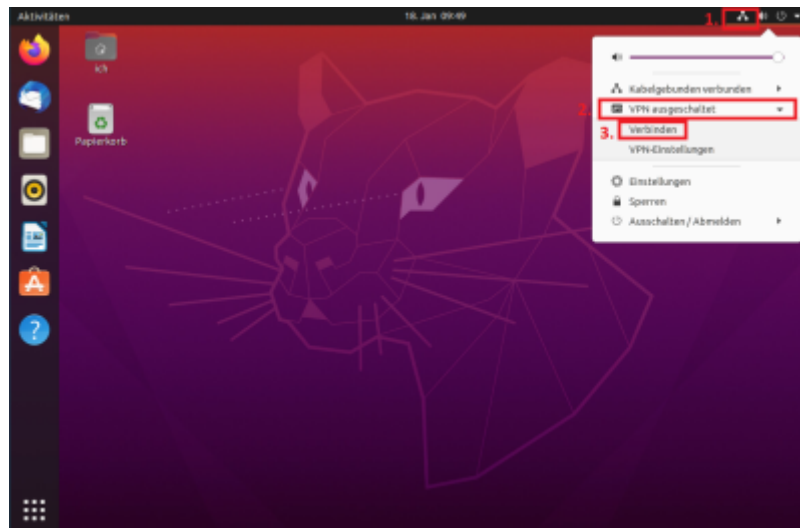 Aktivitäten
18. Jan 09:49
1.
ich
Papierkorb
Kabelgebunden verbunden
2.
VPN ausgeschaltet
3.
Verbinden
VPN-Einstellungen
Einstellungen
Sperren
Ausschalten / Abmelden